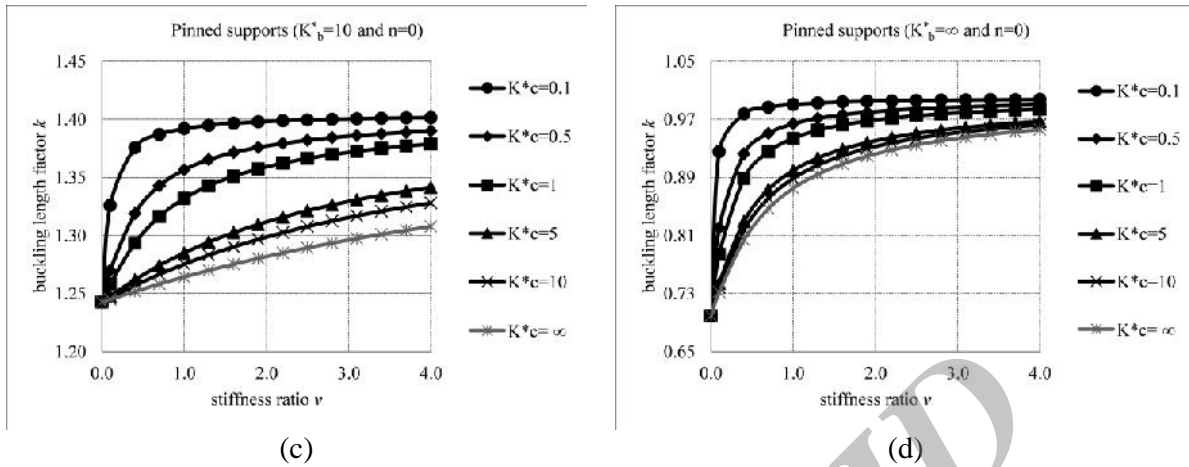 Pinned supports (K*b=10 and n=0)
1.45
1.40
1.35
1.30
1.25
1.20
buckling length factor k
0.0 1.0 2.0 3.0 4.0
stiffness ratio v
K*c=0.1
K*c=0.5
K*c=1
K*c=5
K*c=10
K*c= ∞
(c)
Pinned supports (K*b=∞ and n=0)
1.05
0.97
0.89
0.81
0.73
0.65
buckling length factor k
0.0 1.0 2.0 3.0 4.0
stiffness ratio v
K*c=0.1
K*c=0.5
K*c=1
K*c=5
K*c=10
K*c= ∞
(d)